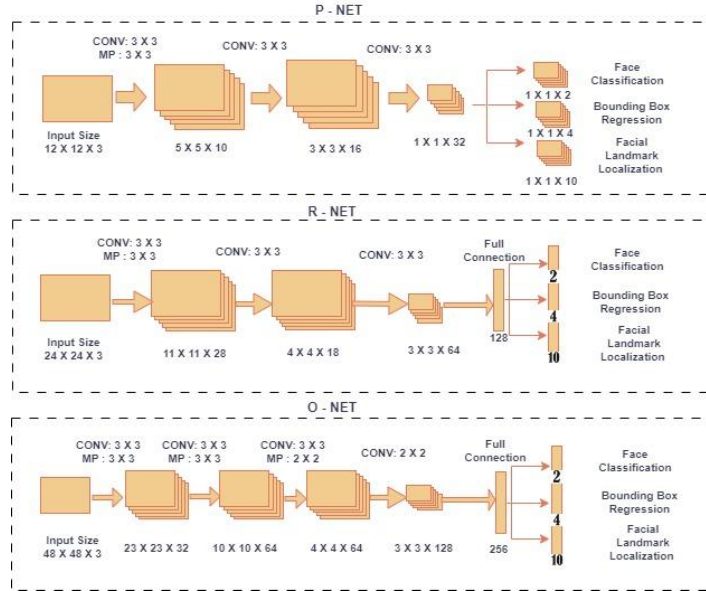 P - NET
CONV: 3 X 3
MP : 3 X 3
CONV: 3 X 3
CONV: 3 X 3
Input Size
12 X 12 X 3
5 X 5 X 10
3 X 3 X 16
1 X 1 X 32
Face
Classification
1 X 1 X 2
Bounding Box
Regression
1 X 1 X 4
Facial
Landmark
Localization
1 X 1 X 10
R - NET
CONV: 3 X 3
MP : 3 X 3
CONV: 3 X 3
CONV: 3 X 3
Full
Connection
Input Size
24 X 24 X 3
11 X 11 X 28
4 X 4 X 18
3 X 3 X 64
128
Face
Classification
2
Bounding Box
Regression
4
Facial
Landmark
Localization
10
O - NET
CONV: 3 X 3
MP : 3 X 3
CONV: 3 X 3
MP : 3 X 3
CONV: 3 X 3
MP : 2 X 2
CONV: 2 X 2
Full
Connection
Input Size
48 X 48 X 3
23 X 23 X 32
10 X 10 X 64
4 X 4 X 64
3 X 3 X 128
256
Face
Classification
2
Bounding Box
Regression
4
Facial
Landmark
Localization
10